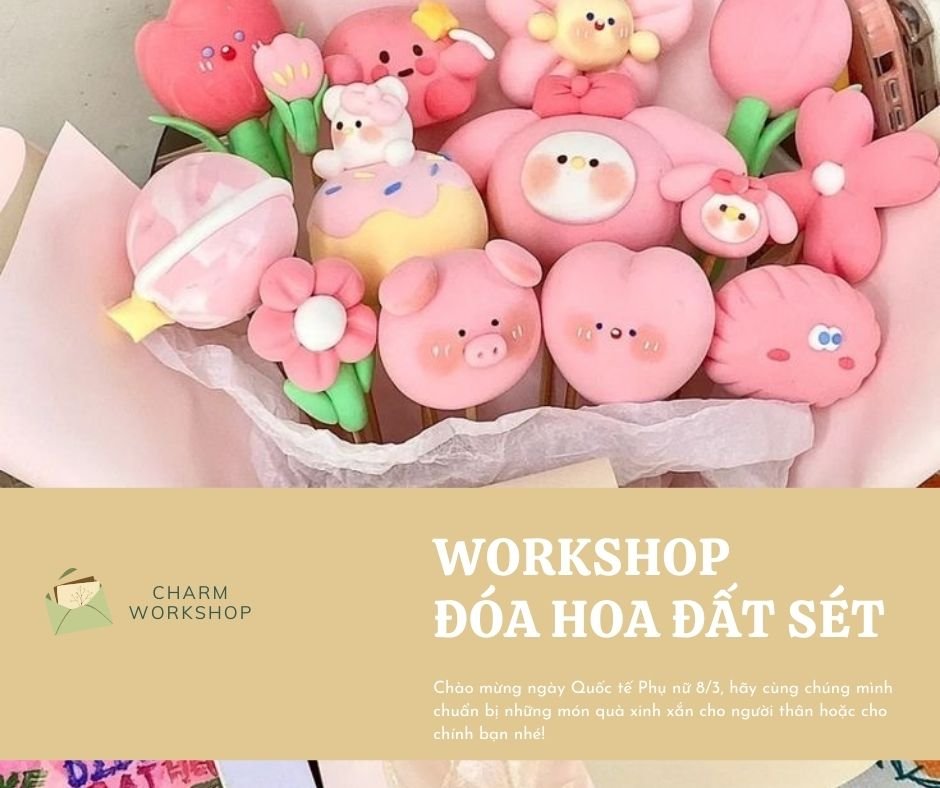 CHARM
WORKSHOP
WORKSHOP
ĐÓA HOA ĐẤT SÉT
Chào mừng ngày Quốc tế Phụ nữ 8/3, hãy cùng chúng mình
chuẩn bị những món quà xinh xắn cho người thân hoặc cho
chính bạn nhé!